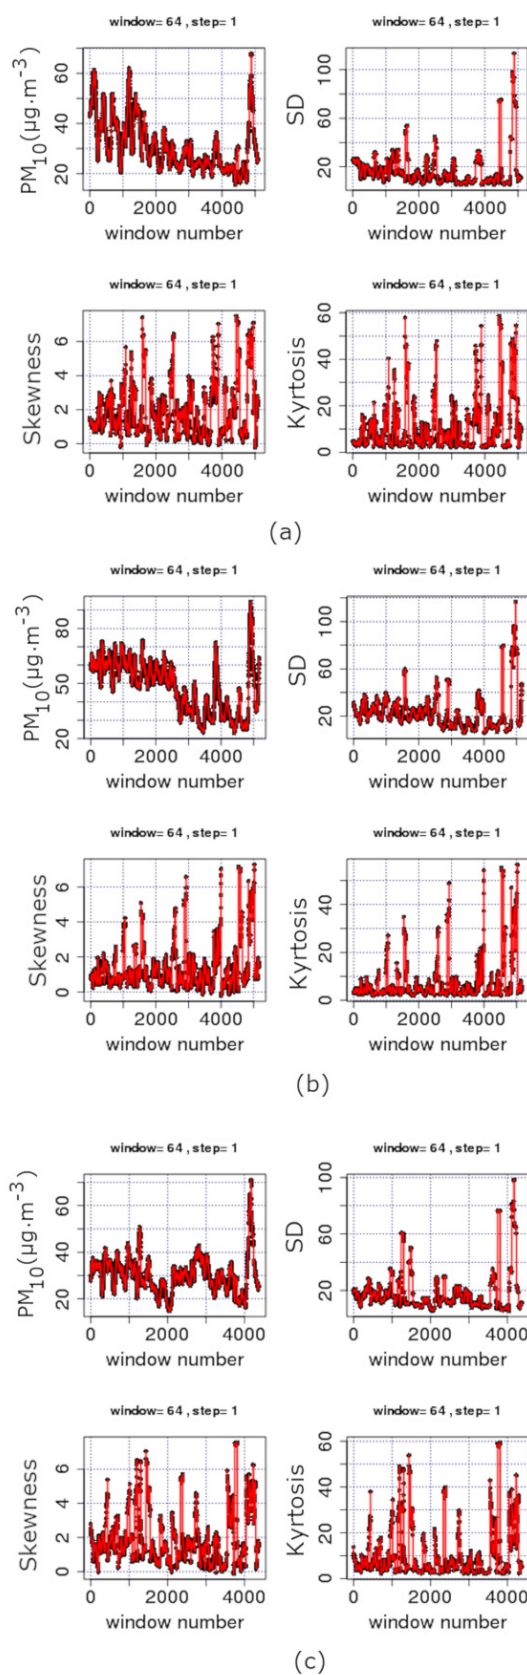 window= 64 , step= 1
window= 64 , step= 1
PM10(μg·m−3)
20 40 60
0 2000 4000
window number
SD
20 60 100
0 2000 4000
window number
window= 64 , step= 1
window= 64 , step= 1
Skewness
0 2 4 6
0 2000 4000
window number
Kyrtosis
0 20 40 60
0 2000 4000
window number
(a)
window= 64 , step= 1
window= 64 , step= 1
PM10(μg·m−3)
20 50 80
0 2000 4000
window number
SD
20 60 100
0 2000 4000
window number
window= 64 , step= 1
window= 64 , step= 1
Skewness
0 2 4 6
0 2000 4000
window number
Kyrtosis
0 20 40
0 2000 4000
window number
(b)
window= 64 , step= 1
window= 64 , step= 1
PM10(μg·m−3)
20 40 60
0 2000 4000
window number
SD
20 60 100
0 2000 4000
window number
window= 64 , step= 1
window= 64 , step= 1
Skewness
0 2 4 6
0 2000 4000
window number
Kyrtosis
0 20 40 60
0 2000 4000
window number
(c)